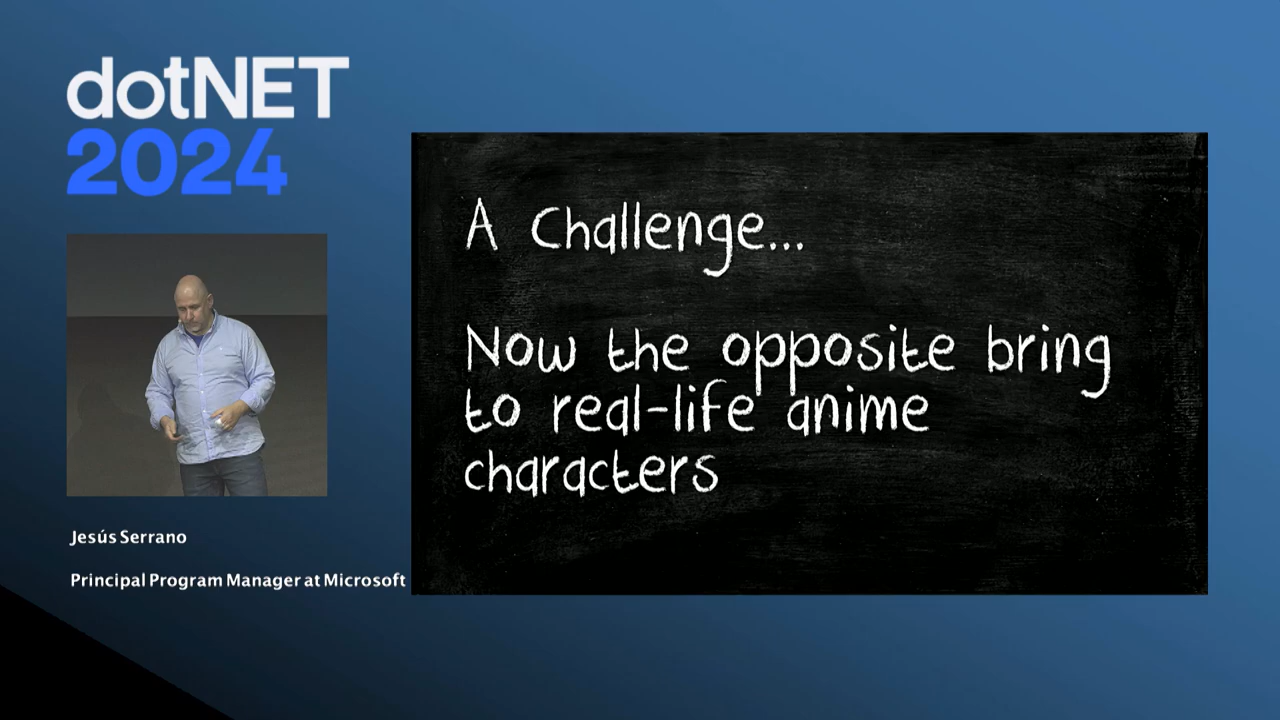 dotNET
2024
A Challenge...
Now the opposite bring
to real-life anime
characters
Jesús Serrano
Principal Program Manager at Microsoft